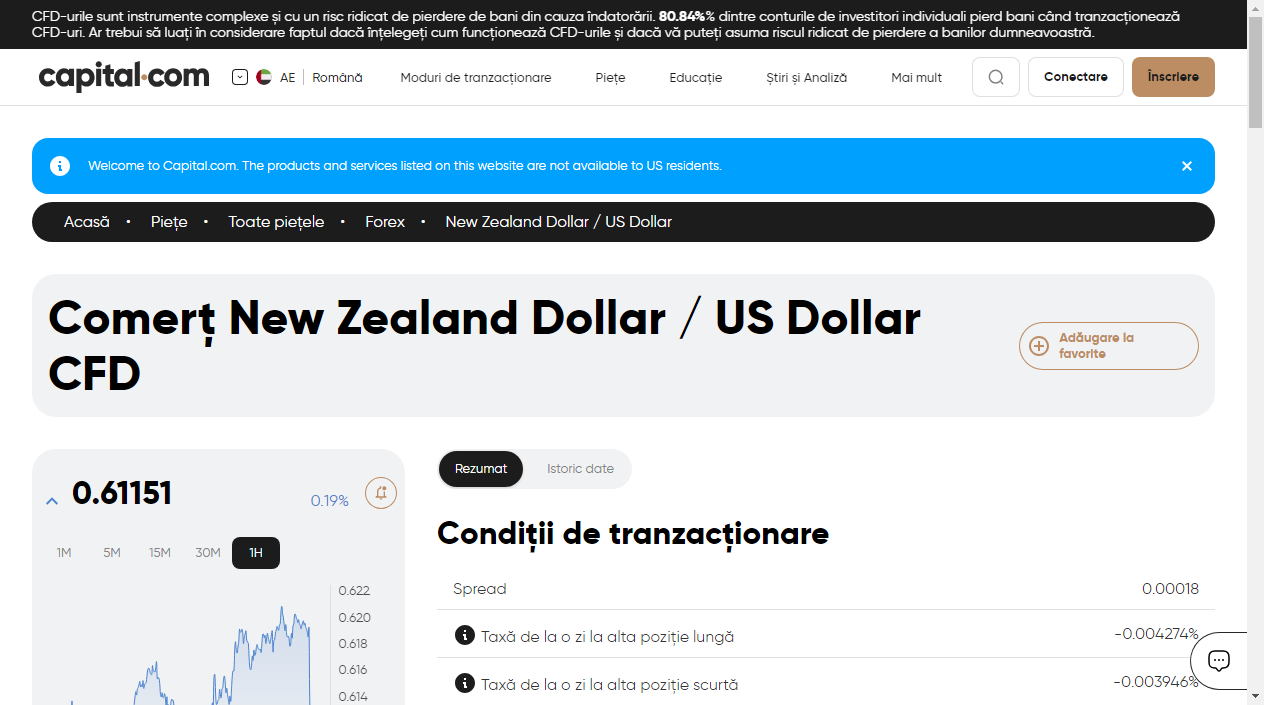 CFD-urile sunt instrumente complexe și cu un risc ridicat de pierdere de bani din cauza îndatorării. 80.84%% dintre conturile de investitori individuali pierd bani când tranzacționează
CFD-uri. Ar trebui să luați în considerare faptul dacă înțelegeți cum funcționează CFD-urile și dacă vă puteți asuma riscul ridicat de pierdere a banilor dumneavoastră.
capital.com AE Română Moduri de tranzacționare Piețe Educație Știri și Analiză Mai mult Conectare Înscriere
Welcome to Capital.com. The products and services listed on this website are not available to US residents.
Acasă • Piețe • Toate piețele • Forex • New Zealand Dollar / US Dollar
Comerț New Zealand Dollar / US Dollar
CFD
Adăugare la
favorite
0.61151 0.19%
1M 5M 15M 30M 1H
0.622
0.620
0.618
0.616
0.614
Rezumat Istoric date
Condiții de tranzacționare
Spread 0.00018
Taxă de la o zi la alta poziție lungă -0.004274%
Taxă de la o zi la alta poziție scurtă -0.003946%